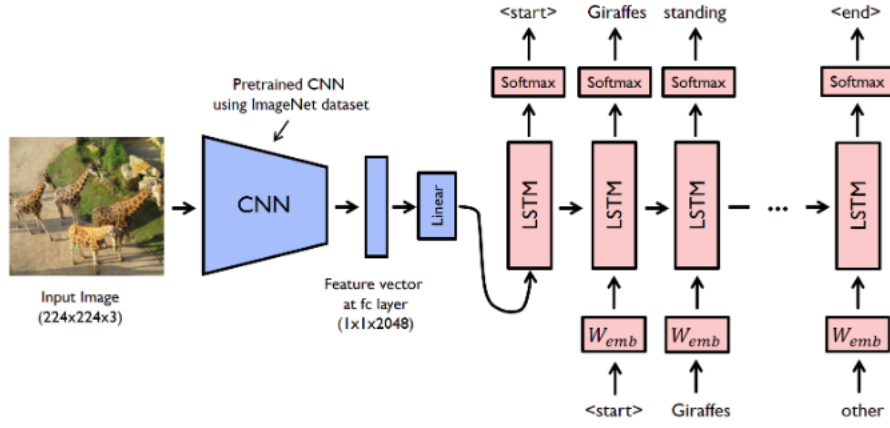 <start> Giraffes standing <end>
Softmax Softmax Softmax Softmax
Pretrained CNN
using ImageNet dataset
CNN
Linear
LSTM LSTM LSTM ... LSTM
Input Image
(224x224x3)
Feature vector
at fc layer
(1x1x2048)
W_emb W_emb W_emb
<start> Giraffes other